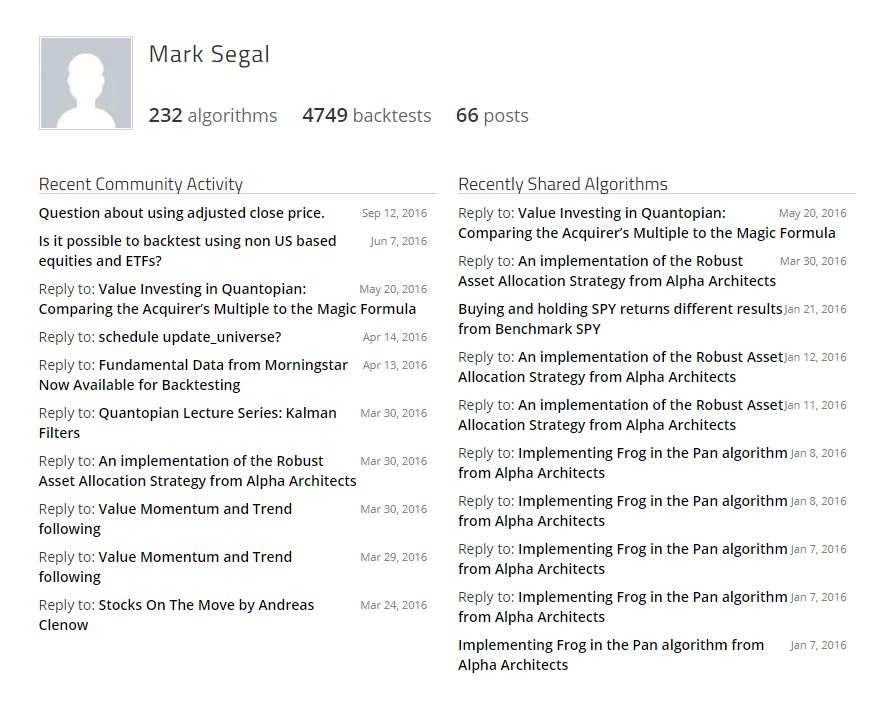 Mark Segal
232 algorithms 4749 backtests 66 posts
Recent Community Activity
Question about using adjusted close price. Sep 12, 2016
Is it possible to backtest using non US based Jun 7, 2016
equities and ETFs?
Reply to: Value Investing in Quantopian: May 20, 2016
Comparing the Acquirer’s Multiple to the Magic Formula
Reply to: schedule update_universe? Apr 14, 2016
Reply to: Fundamental Data from Morningstar Apr 13, 2016
Now Available for Backtesting
Reply to: Quantopian Lecture Series: Kalman Mar 30, 2016
Filters
Reply to: An implementation of the Robust Mar 30, 2016
Asset Allocation Strategy from Alpha Architects
Reply to: Value Momentum and Trend Mar 30, 2016
following
Reply to: Value Momentum and Trend Mar 29, 2016
following
Reply to: Stocks On The Move by Andreas Mar 24, 2016
Clenow
Recently Shared Algorithms
Reply to: Value Investing in Quantopian: May 20, 2016
Comparing the Acquirer’s Multiple to the Magic Formula
Reply to: An implementation of the Robust Mar 30, 2016
Asset Allocation Strategy from Alpha Architects
Buying and holding SPY returns different results Jan 21, 2016
from Benchmark SPY
Reply to: An implementation of the Robust Asset Jan 12, 2016
Allocation Strategy from Alpha Architects
Reply to: An implementation of the Robust Asset Jan 11, 2016
Allocation Strategy from Alpha Architects
Reply to: Implementing Frog in the Pan algorithm Jan 8, 2016
from Alpha Architects
Reply to: Implementing Frog in the Pan algorithm Jan 8, 2016
from Alpha Architects
Reply to: Implementing Frog in the Pan algorithm Jan 7, 2016
from Alpha Architects
Reply to: Implementing Frog in the Pan algorithm Jan 7, 2016
from Alpha Architects
Implementing Frog in the Pan algorithm from Jan 7, 2016
Alpha Architects